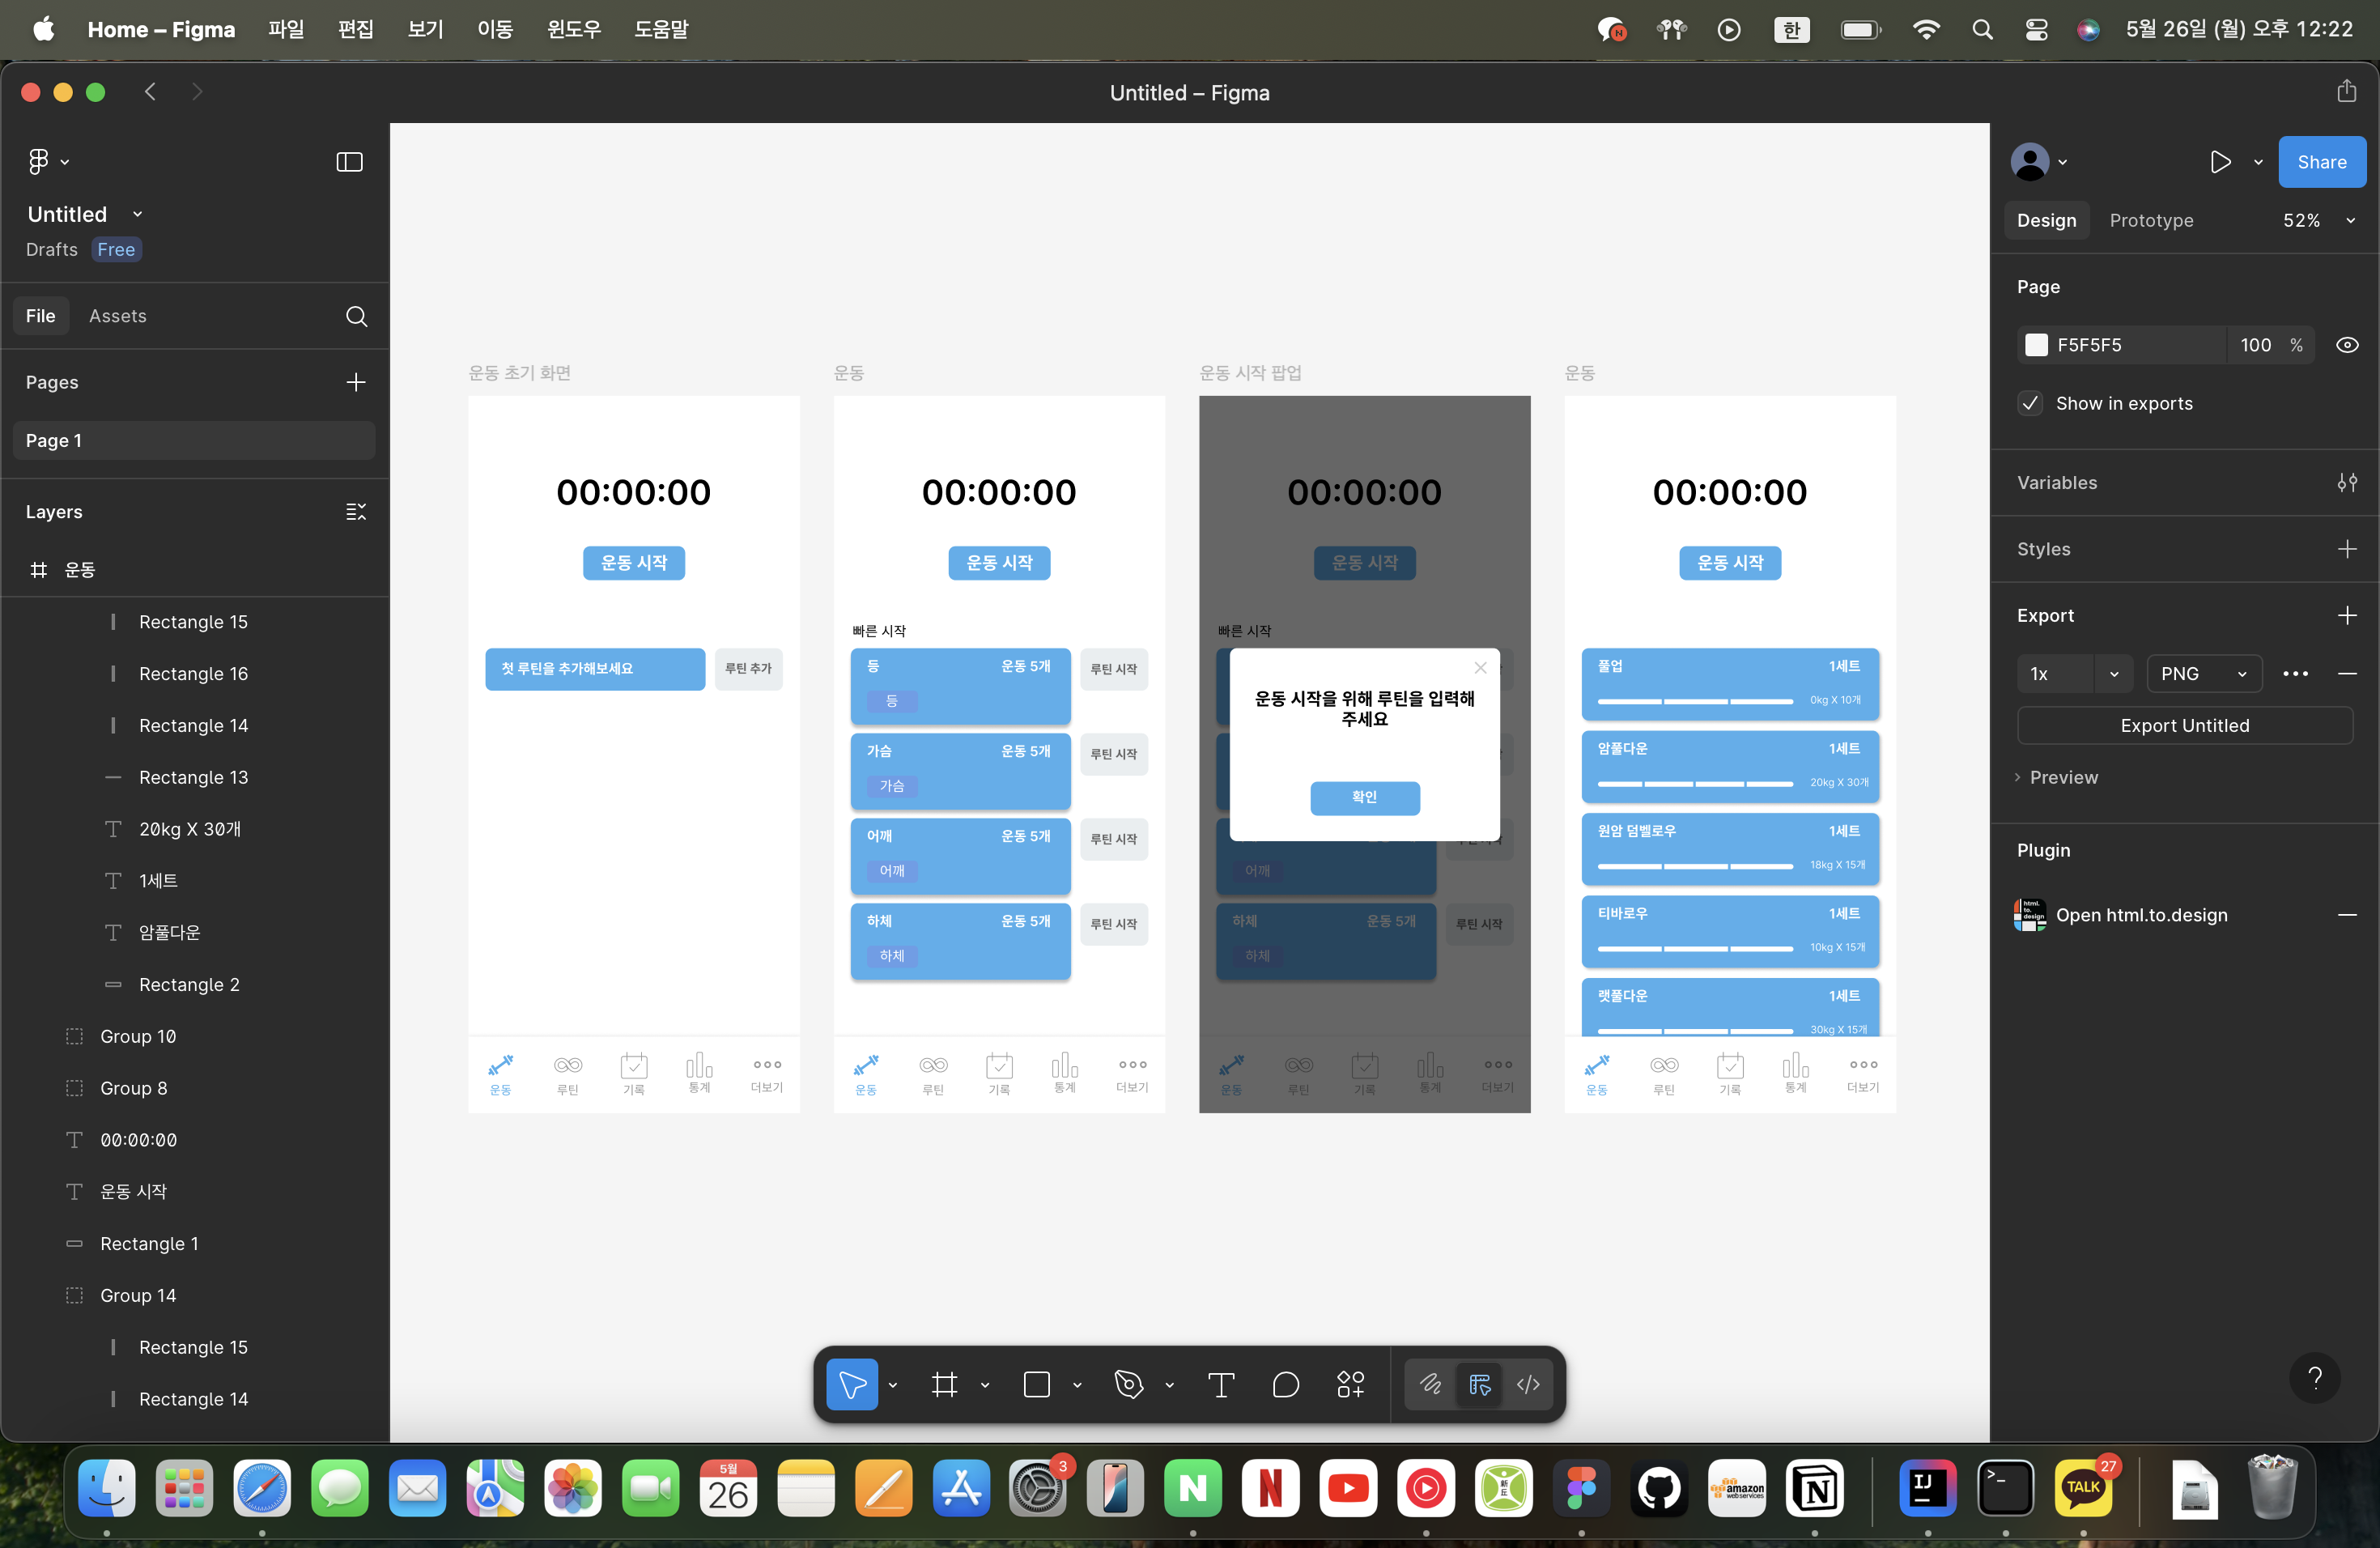 Home – Figma 파일 편집 보기 이동 윈도우 도움말
N 한 5월 26일 (월) 오후 12:22
Untitled – Figma
Untitled
Drafts Free
File Assets
Pages
Page 1
Layers
운동
Rectangle 15
Rectangle 16
Rectangle 14
Rectangle 13
20kg X 30개
1세트
암풀다운
Rectangle 2
Group 10
Group 8
00:00:00
운동 시작
Rectangle 1
Group 14
Rectangle 15
Rectangle 14
운동 초기 화면
00:00:00
운동 시작
첫 루틴을 추가해보세요 루틴 추가
운동 루틴 기록 통계 더보기
운동
00:00:00
운동 시작
빠른 시작
등 운동 5개 루틴 시작
등
가슴 운동 5개 루틴 시작
가슴
어깨 운동 5개 루틴 시작
어깨
하체 운동 5개 루틴 시작
하체
운동 루틴 기록 통계 더보기
운동 시작 팝업
00:00:00
운동 시작
빠른 시작
운동 시작을 위해 루틴을 입력해
주세요
확인
어깨
하체 운동 5개 루틴 시작
하체
운동 루틴 기록 통계 더보기
운동
00:00:00
운동 시작
풀업 1세트
0kg X 10개
암풀다운 1세트
20kg X 30개
원암 덤벨로우 1세트
18kg X 15개
티바로우 1세트
10kg X 15개
랫풀다운 1세트
30kg X 15개
운동 루틴 기록 통계 더보기
Share
Design Prototype 52%
Page
F5F5F5 100 %
Show in exports
Variables
Styles
Export
1x PNG
Export Untitled
Preview
Plugin
html.
to.
design
Open html.to.design
?
5월
26
3
N
N
amazon
web services
N
IJ
>_
TALK
27